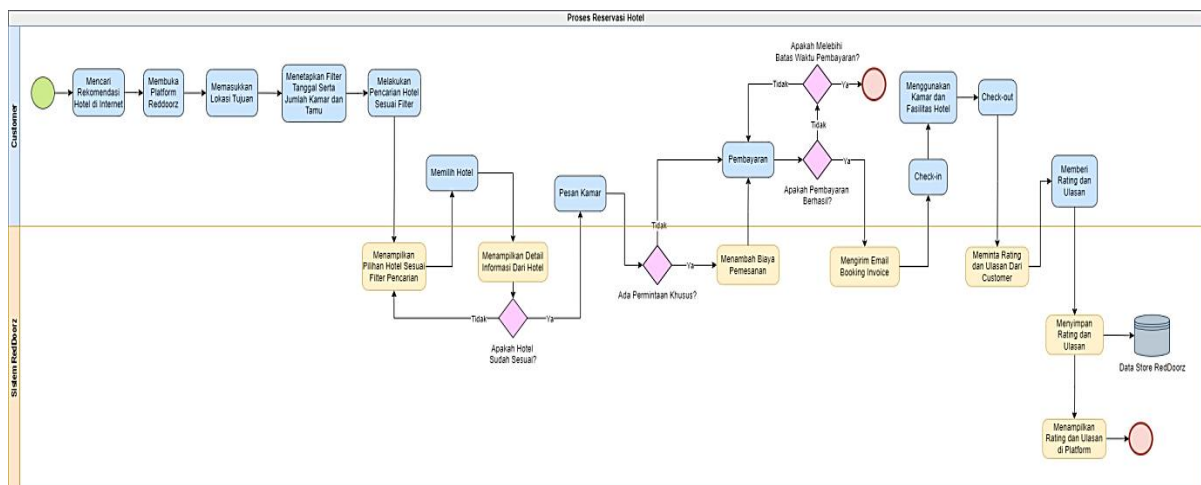 Proses Reservasi Hotel
Customer
Mencari
Rekomendasi
Hotel di Internet
Membuka
Platform
Reddoorz
Memasukkan
Lokasi Tujuan
Menetapkan Filter
Tanggal Serta
Jumlah Kamar dan
Tamu
Melakukan
Pencarian Hotel
Sesuai Filter
Memilih Hotel
Pesan Kamar
Tidak
Pembayaran
Apakah Melebihi
Batas Waktu Pembayaran?
Tidak
Ya
Tidak
Ya
Apakah Pembayaran
Berhasil?
Menggunakan
Kamar dan
Fasilitas Hotel
Check-out
Check-in
Memberi
Rating dan
Ulasan
Sistem RedDoorz
Menampilkan
Pilihan Hotel Sesuai
Filter Pencarian
Menampilkan Detail
Informasi Dari Hotel
Tidak
Ya
Apakah Hotel
Sudah Sesuai?
Ya
Ada Permintaan Khusus?
Menambah Biaya
Pemesanan
Mengirim Email
Booking Invoice
Meminta Rating
dan Ulasan Dari
Customer
Menyimpan
Rating dan
Ulasan
Data Store RedDoorz
Menampilkan
Rating dan Ulasan
di Platform